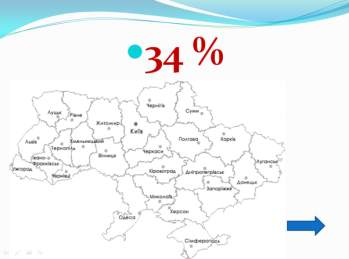 34 %
Чернігів
Суми
Луцьк
Рівне
Житомир
Київ
Львів
Тернопіль
Хмельницький
Полтава
Харків
Черкаси
Луганськ
Вінниця
Івано-
Франківськ
Ужгород
Чернівці
Кіровоград
Дніпропетровськ
Донецьк
Запоріжжя
Миколаїв
Херсон
Одеса
Сімферополь